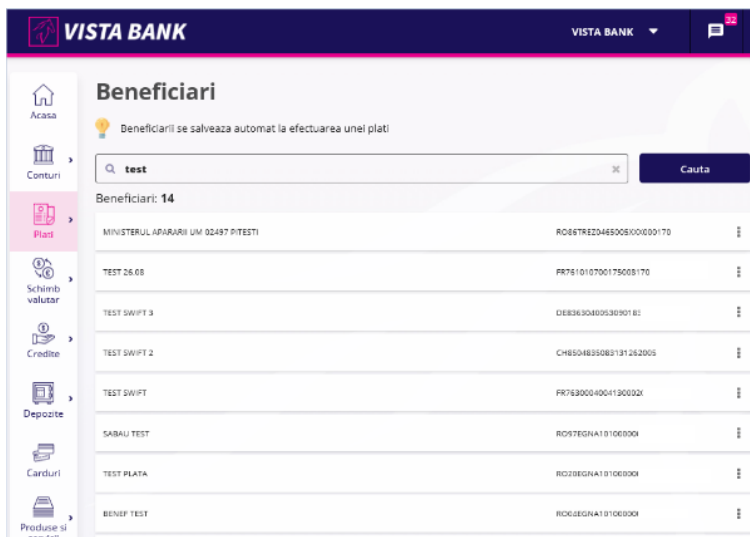 VISTA BANK
VISTA BANK
32
Acasa
Conturi
Plati
Schimb
valutar
Credite
Depozite
Carduri
Produse si
Beneficiari
Beneficiarii se salveaza automat la efectuarea unei plati
test
Cauta
Beneficiari: 14
MINISTERUL APARARII UM 02497 PITESTI
TEST 26.08 FR761010700175008170
TEST SWIFT 3
TEST SWIFT 2 CH8504835083131262005
TEST SWIFT
SABAU TEST
TEST PLATA
BENEF TEST